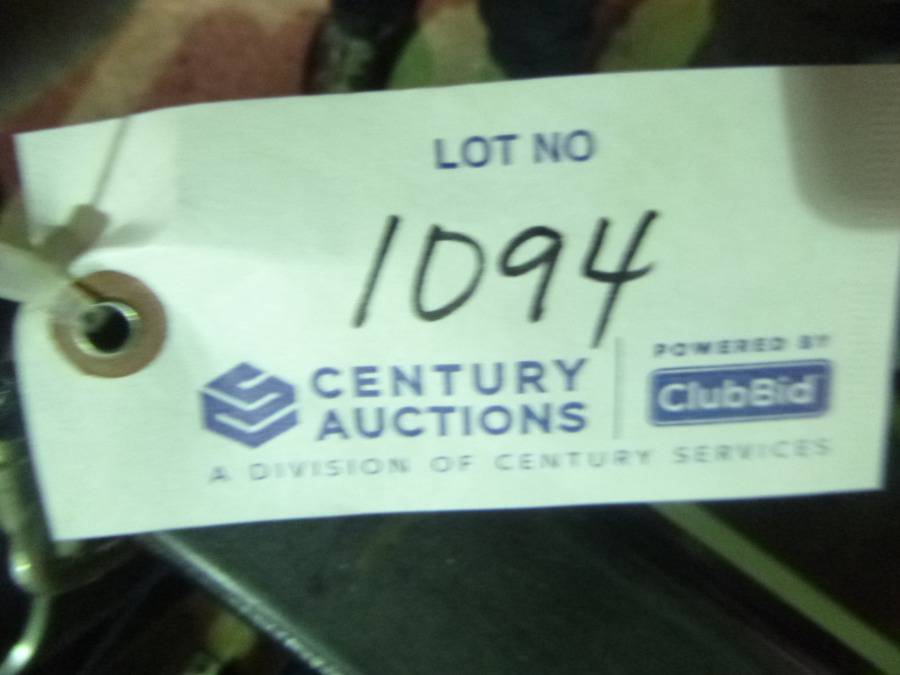 LOT NO
1094
CENTURY
AUCTIONS
POWERED BY
ClubBid
A DIVISION OF CENTURY SERVICES